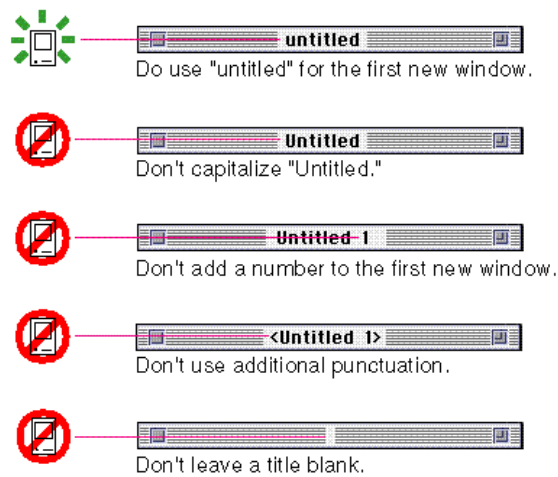 untitled
Do use "untitled" for the first new window.
Untitled
Don't capitalize "Untitled."
Untitled 1
Don't add a number to the first new window.
<Untitled 1>
Don't use additional punctuation.
Don't leave a title blank.